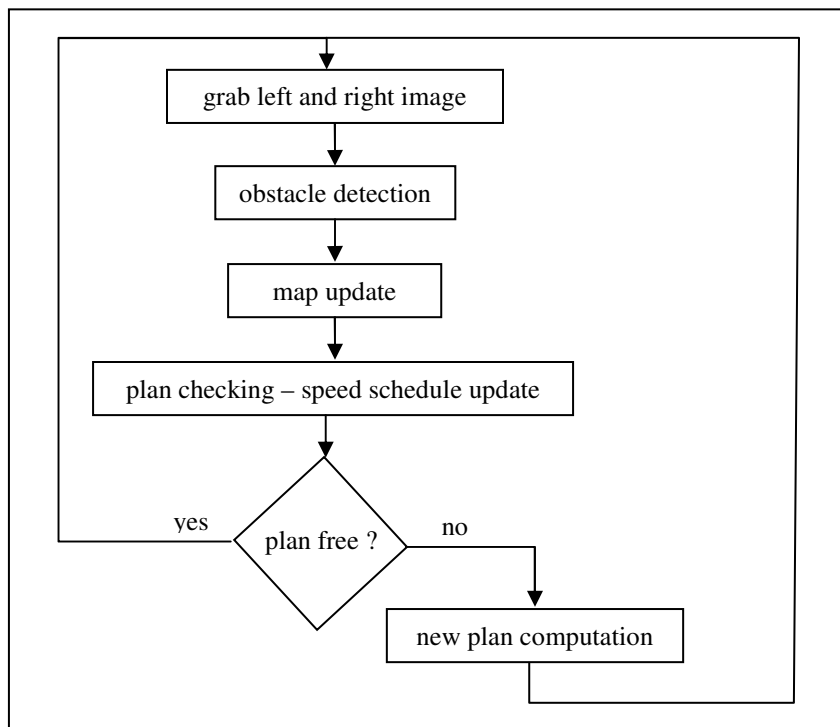 grab left and right image
obstacle detection
map update
plan checking – speed schedule update
yes
plan free ?
no
new plan computation